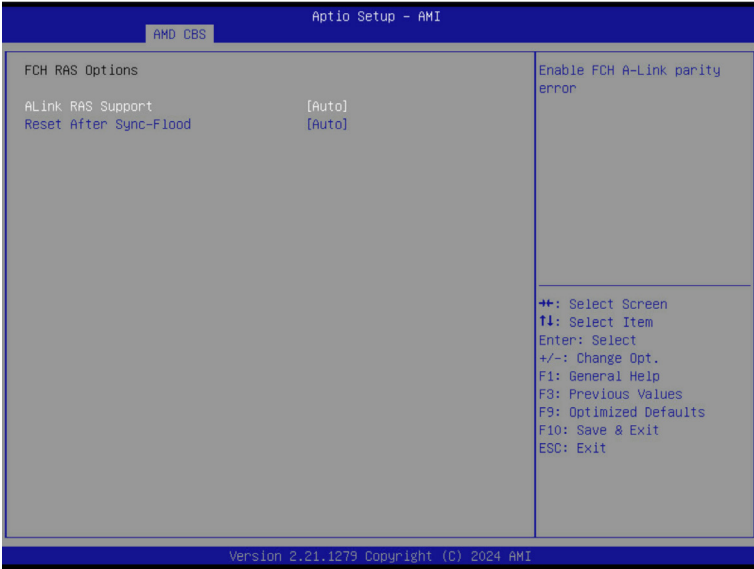 Aptio Setup – AMI
AMD CBS
FCH RAS Options
ALink RAS Support [Auto]
Reset After Sync-Flood [Auto]
Enable FCH A-Link parity
error
→←: Select Screen
↑↓: Select Item
Enter: Select
+/-: Change Opt.
F1: General Help
F3: Previous Values
F9: Optimized Defaults
F10: Save & Exit
ESC: Exit
Version 2.21.1279 Copyright (C) 2024 AMI